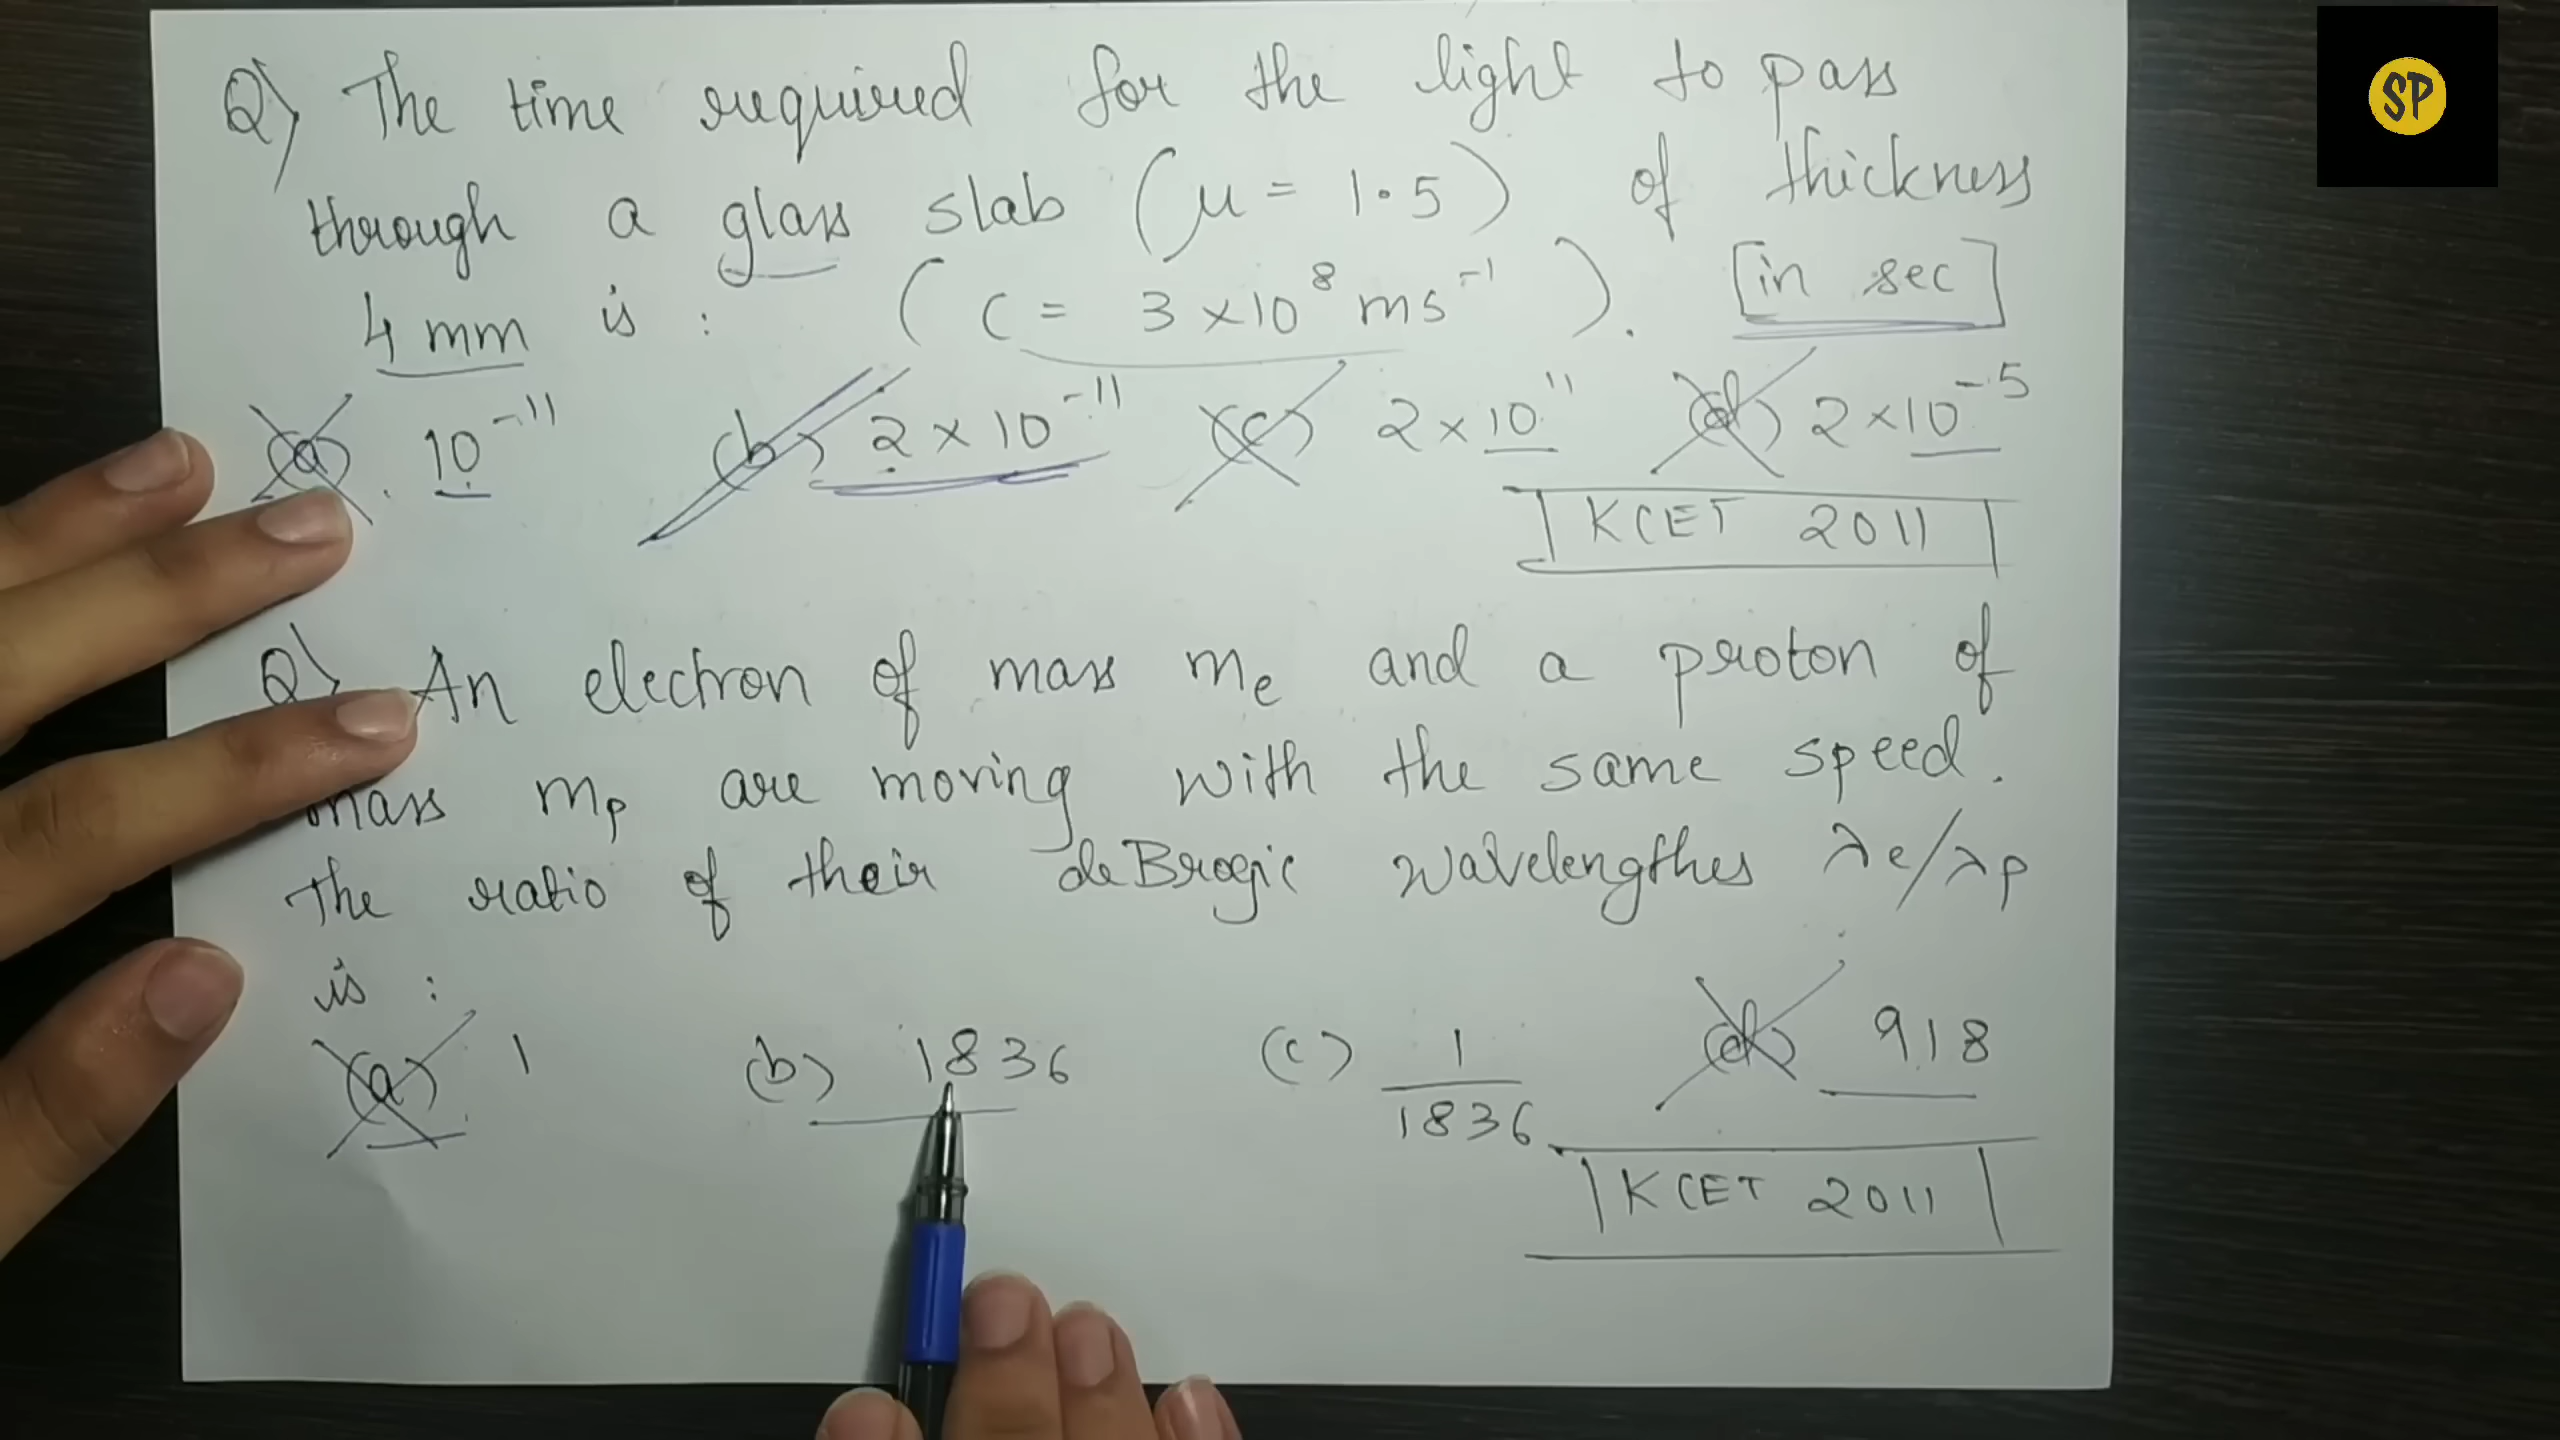 SP
Q) The time required for the light to pass
through a glass slab (μ = 1.5) of thickness
4 mm is : (C = 3 × 10⁸ ms⁻¹). [in sec]
(a). 10⁻¹¹ (b) 2 × 10⁻¹¹ (c) 2 × 10¹¹ (d) 2 × 10⁻⁵
KCET 2011
Q) An electron of mass mₑ and a proton of
mass mₚ are moving with the same speed.
The ratio of their deBrogic wavelengthes λe/λp
is :
(a) 1 (b) 1836 (c) 1/1836 (d) 918
KCET 2011